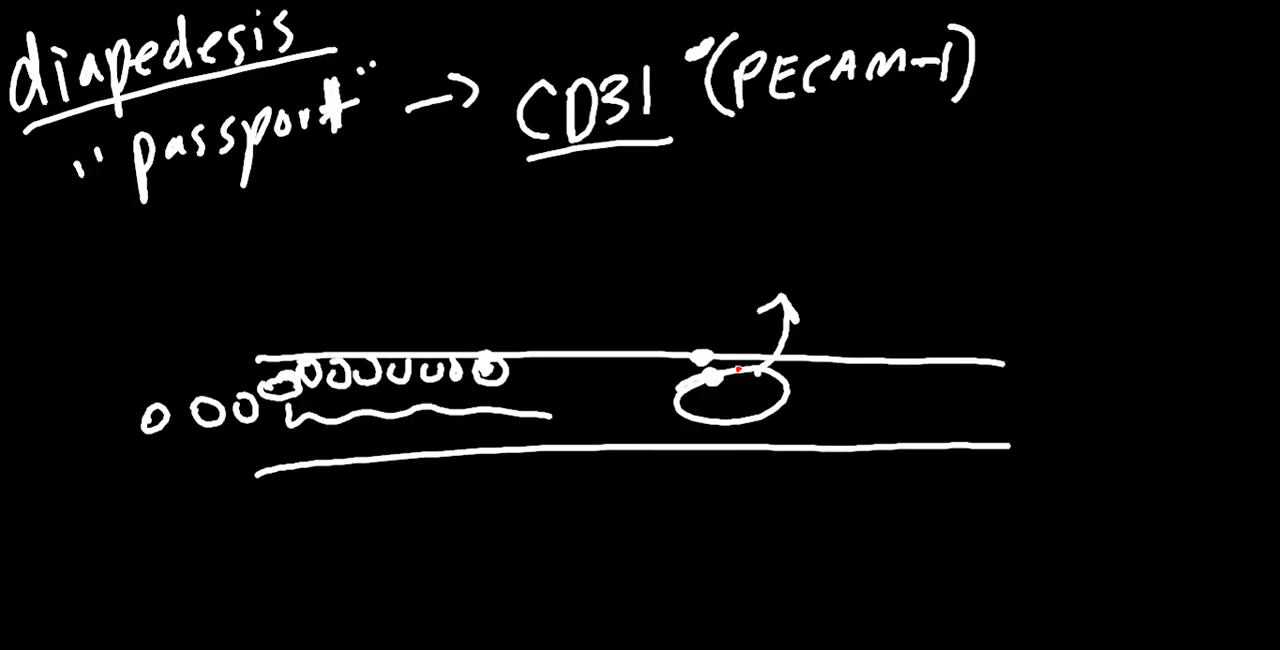 diapedesis
"passport" → CD31 (PECAM-1)